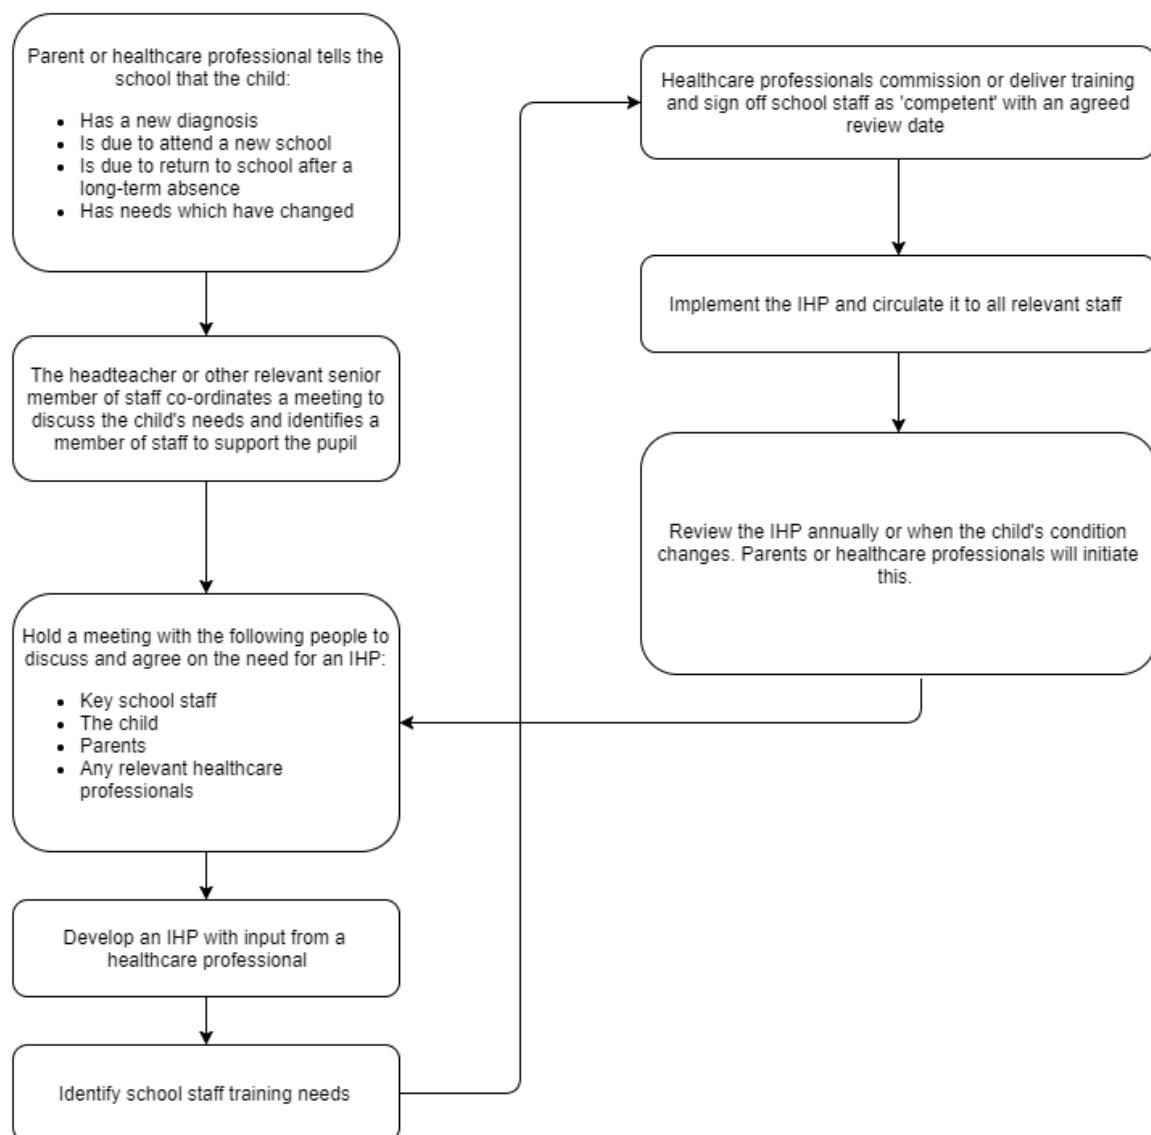 Parent or healthcare professional tells the
school that the child:
• Has a new diagnosis
• Is due to attend a new school
• Is due to return to school after a
long-term absence
• Has needs which have changed
The headteacher or other relevant senior
member of staff co-ordinates a meeting to
discuss the child's needs and identifies a
member of staff to support the pupil
Hold a meeting with the following people to
discuss and agree on the need for an IHP:
• Key school staff
• The child
• Parents
• Any relevant healthcare
professionals
Develop an IHP with input from a
healthcare professional
Identify school staff training needs
Healthcare professionals commission or deliver training
and sign off school staff as 'competent' with an agreed
review date
Implement the IHP and circulate it to all relevant staff
Review the IHP annually or when the child's condition
changes. Parents or healthcare professionals will initiate
this.